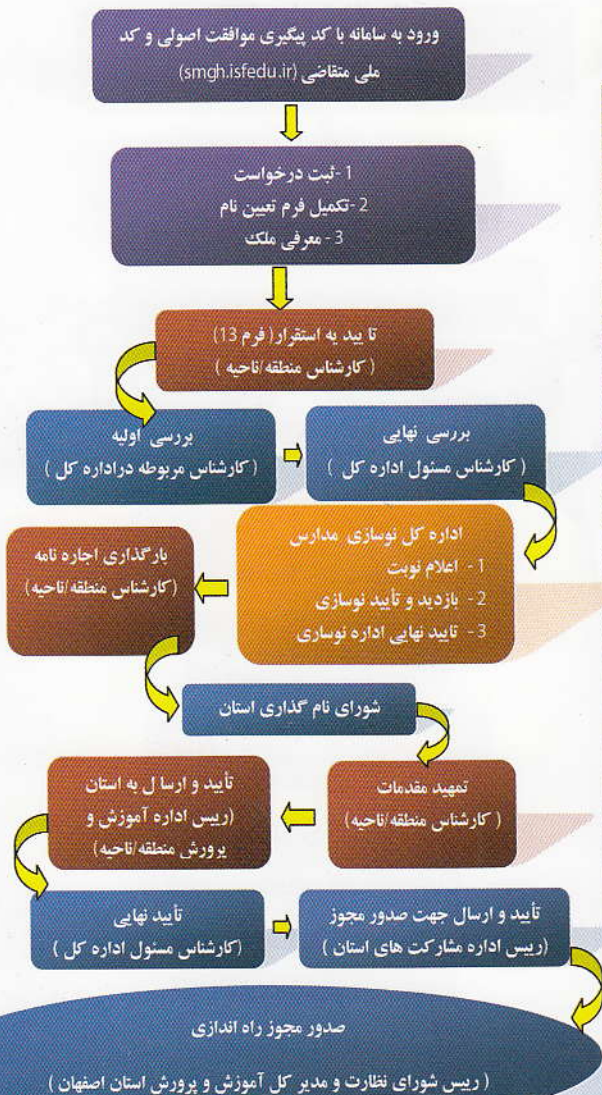 ورود به سامانه با کد پیگیری موافقت اصولی و کد
ملی متقاضی (smgh.isfedu.ir)
1 -ثبت درخواست
2 -تکمیل فرم تعیین نام
3 - معرفی ملک
تا یید یه استقرار( فرم 13)
( کارشناس منطقه/ناحیه )
بررسی اولیه
( کارشناس مربوطه دراداره کل )
بررسی نهایی
( کارشناس مسئول اداره کل )
اداره کل نوسازی مدارس
1 - اعلام نوبت
2 - بازدید و تأیید نوسازی
3 - تایید نهایی اداره نوساری
بارگذاری اجاره نامه
(کارشناس منطقه/ناحیه)
شورای نام گذاری استان
تمهید مقدمات
( کارشناس منطقه/ناحیه)
تأیید و ارسا ل به استان
(رییس اداره آموزش و
پرورش منطقه/ناحیه)
تأیید نهایی
(کارشناس مسئول اداره کل )
تأیید و ارسال جهت صدور مجوز
(رییس اداره مشارکت های استان )
صدور مجوز راه اندازی
( رییس شورای نظارت و مدیر کل آموزش و پرورش استان اصفهان )